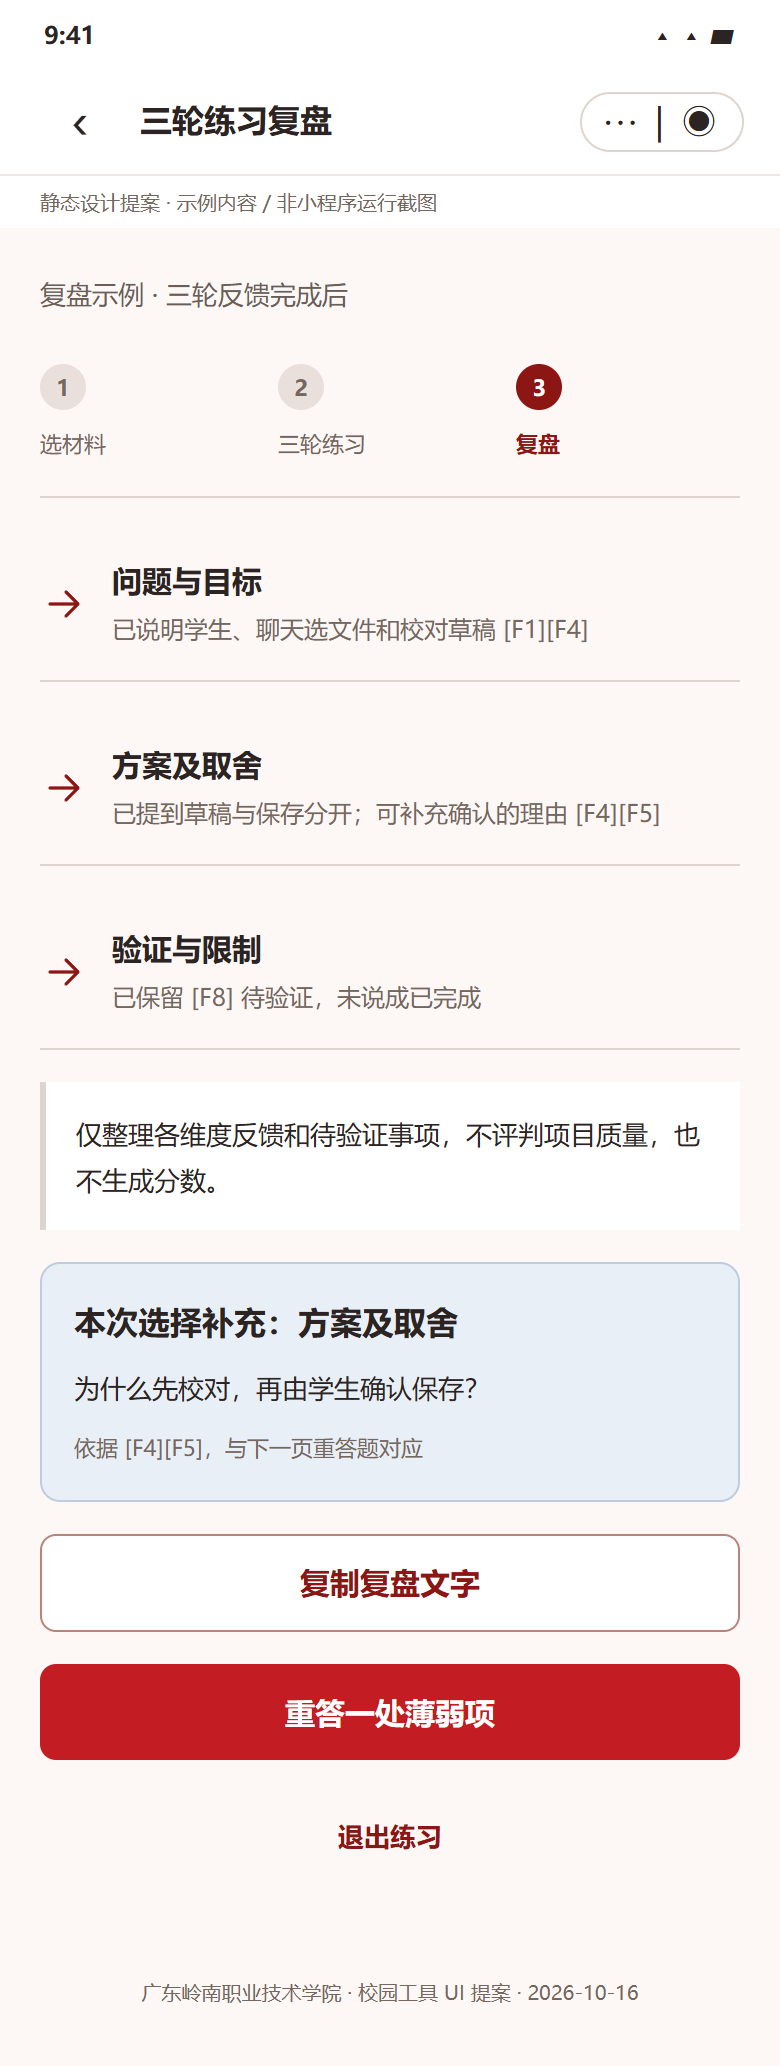 9:41
三轮练习复盘
静态设计提案 · 示例内容 / 非小程序运行截图
复盘示例 · 三轮反馈完成后
1
2
3
选材料
三轮练习
复盘
问题与目标
已说明学生、聊天选文件和校对草稿 [F1][F4]
方案及取舍
已提到草稿与保存分开；可补充确认的理由 [F4][F5]
验证与限制
已保留 [F8] 待验证，未说成已完成
仅整理各维度反馈和待验证事项，不评判项目质量，也
不生成分数。
本次选择补充：方案及取舍
为什么先校对，再由学生确认保存？
依据 [F4][F5]，与下一页重答题对应
复制复盘文字
重答一处薄弱项
退出练习
广东岭南职业技术学院 · 校园工具 UI 提案 · 2026-10-16